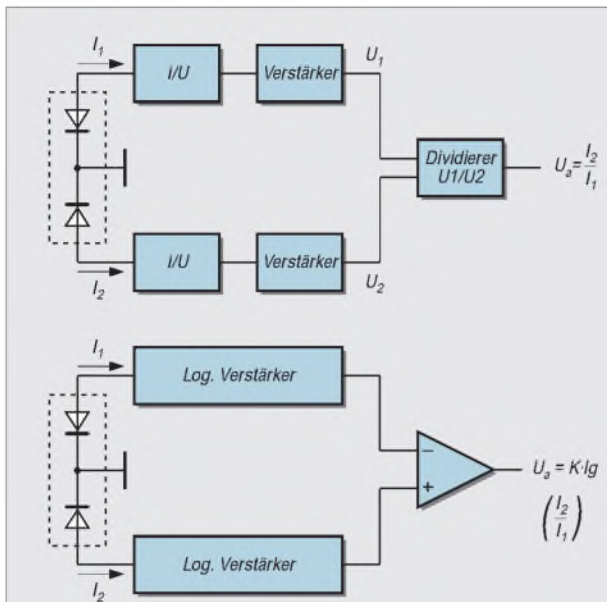 I₁
I/U
Verstärker
U₁
Dividierer
U1/U2
Uₐ = I₂/I₁
I/U
Verstärker
I₂
U₂
I₁
Log. Verstärker
−
+
Uₐ = K·lg
(I₂/I₁)
Log. Verstärker
I₂